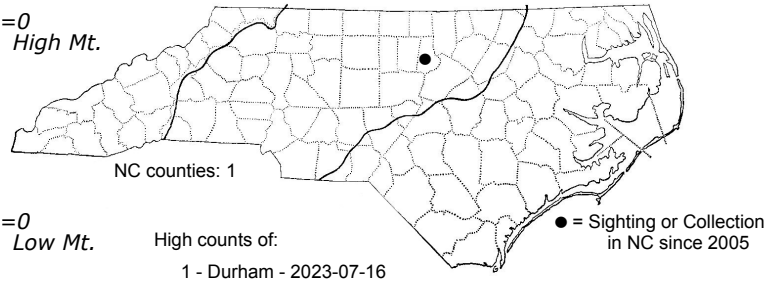 =0
High Mt.
NC counties: 1
=0
Low Mt.
High counts of:
1 - Durham - 2023-07-16
● = Sighting or Collection
in NC since 2005